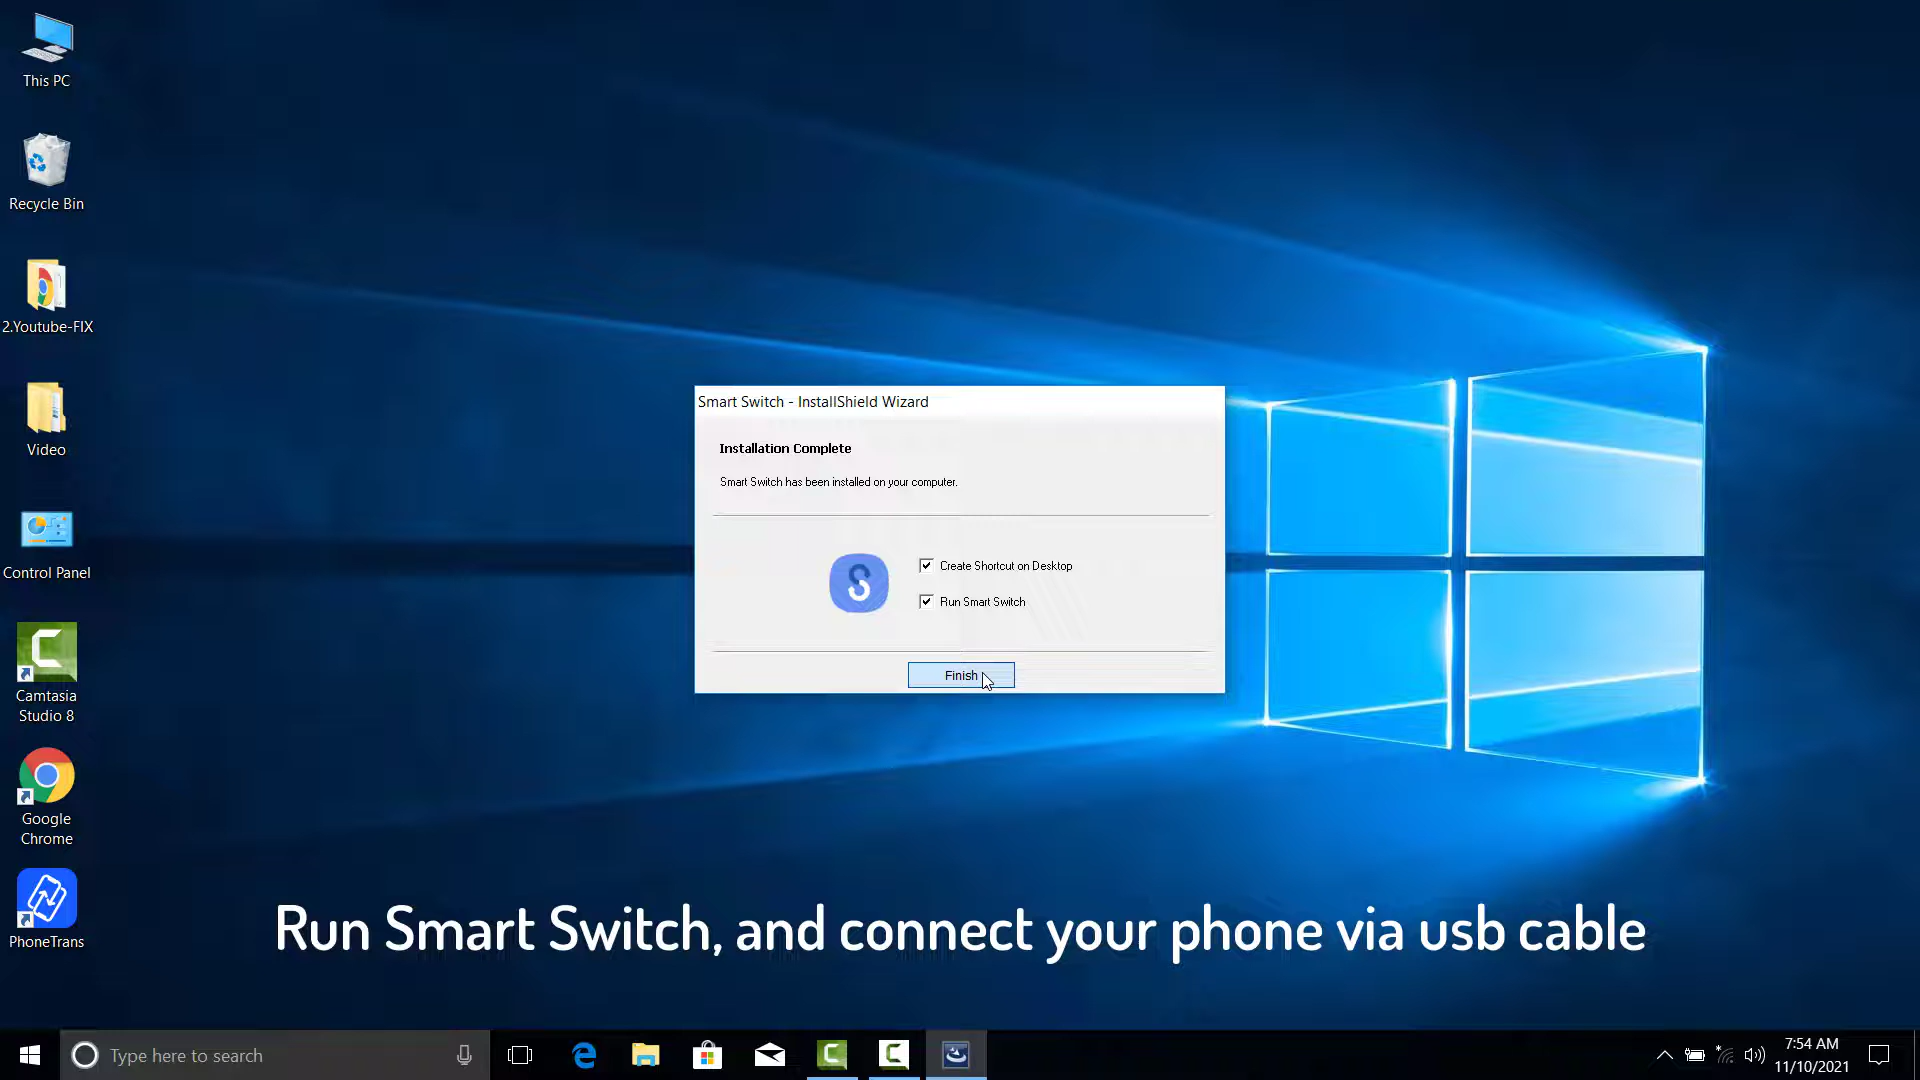 This PC
Recycle Bin
2.Youtube-FIX
Video
Control Panel
Camtasia
Studio 8
Google
Chrome
PhoneTrans
Smart Switch - InstallShield Wizard
Installation Complete
Smart Switch has been installed on your computer.
Create Shortcut on Desktop
Run Smart Switch
Finish
Run Smart Switch, and connect your phone via usb cable
Type here to search
7:54 AM
11/10/2021